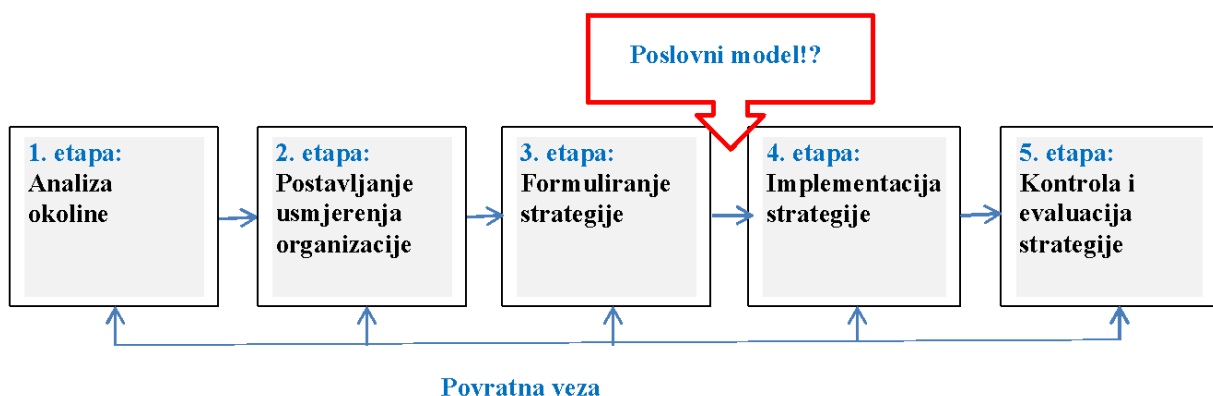 Poslovni model!?
1. etapa:
Analiza
okoline
2. etapa:
Postavljanje
usmjerenja
organizacije
3. etapa:
Formuliranje
strategije
4. etapa:
Implementacija
strategije
5. etapa:
Kontrola i
evaluacija
strategije
Povratna veza